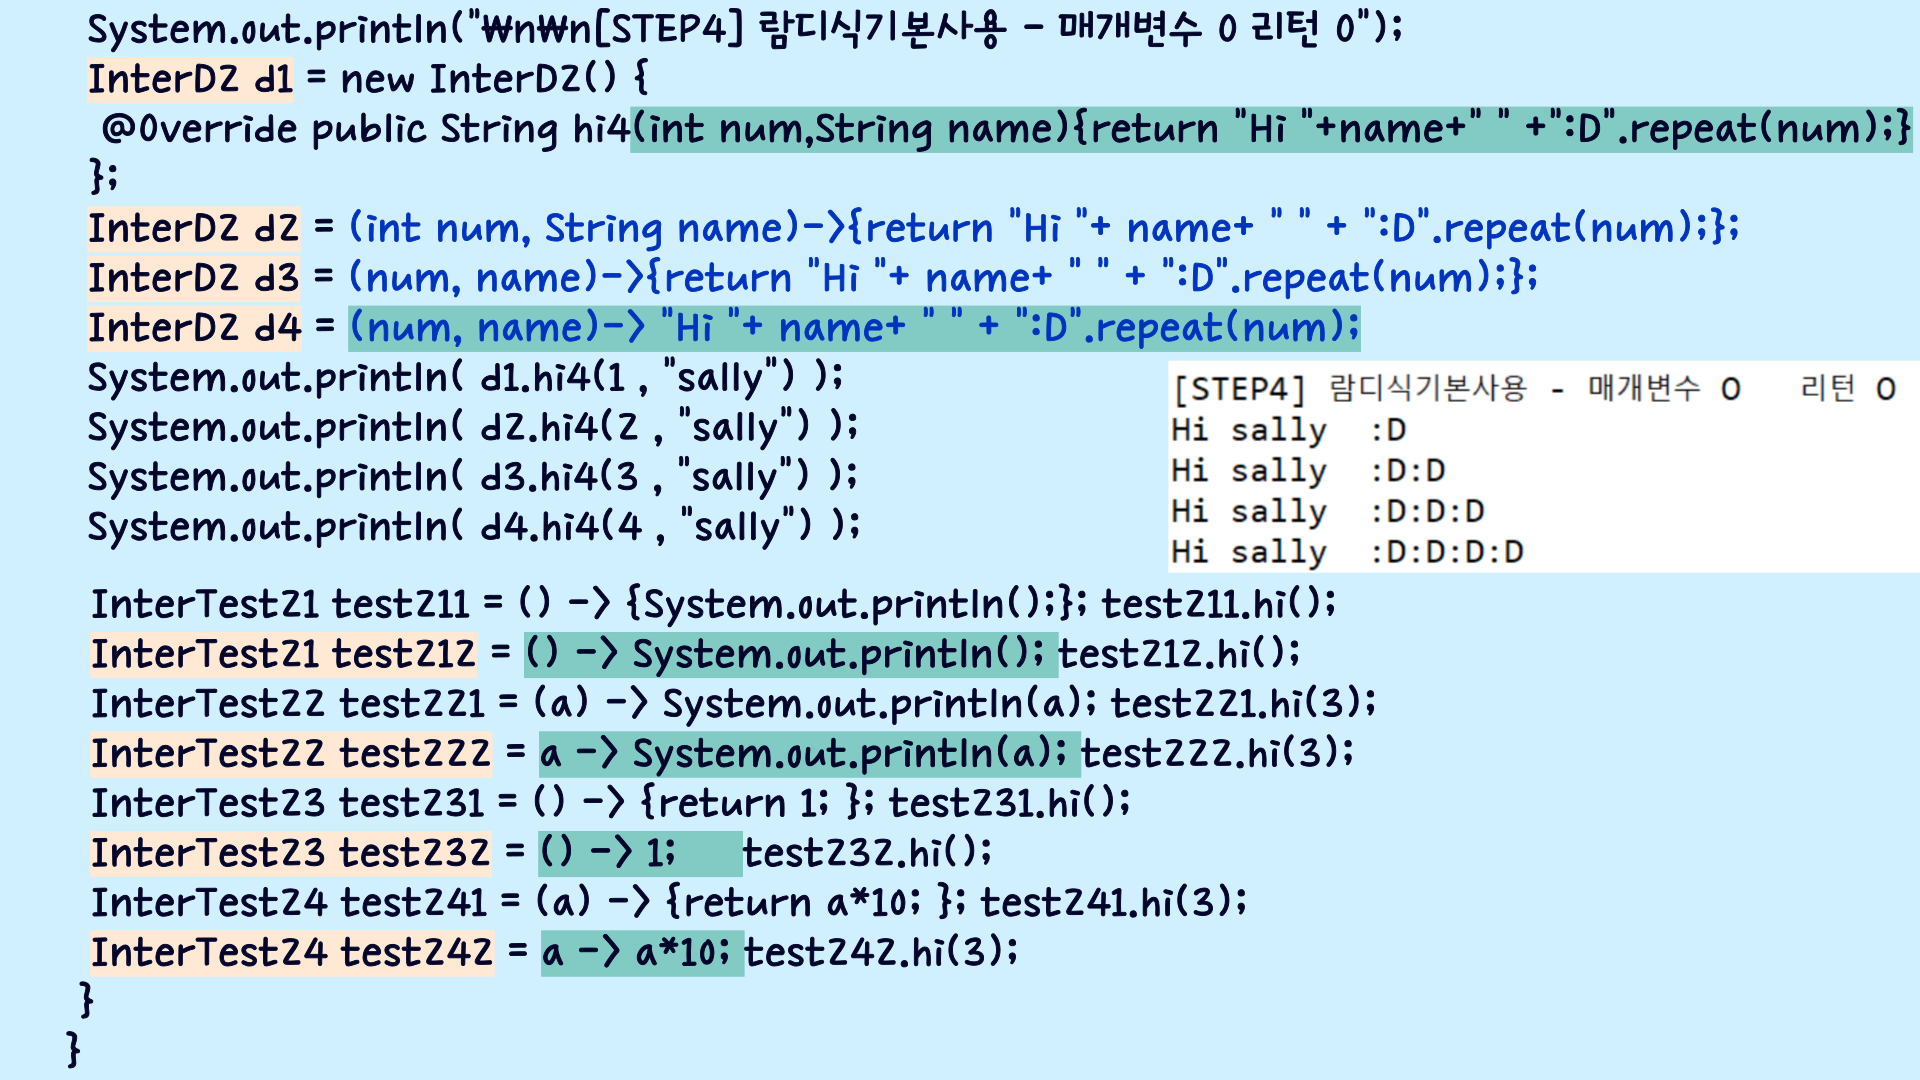 System.out.println("₩n₩n[STEP4] 람다식기본사용 - 매개변수 O 리턴 O");
InterD2 d1 = new InterD2() {
@Override public String hi4(int num,String name){return "Hi "+name+" " +":D".repeat(num);}
};
InterD2 d2 = (int num, String name)->{return "Hi "+ name+ " " + ":D".repeat(num);};
InterD2 d3 = (num, name)->{return "Hi "+ name+ " " + ":D".repeat(num);};
InterD2 d4 = (num, name)-> "Hi "+ name+ " " + ":D".repeat(num);
System.out.println( d1.hi4(1 , "sally") );
System.out.println( d2.hi4(2 , "sally") );
System.out.println( d3.hi4(3 , "sally") );
System.out.println( d4.hi4(4 , "sally") );
[STEP4] 람다식기본사용 - 매개변수 O 리턴 O
Hi sally :D
Hi sally :D:D
Hi sally :D:D:D
Hi sally :D:D:D:D
InterTest21 test211 = () -> {System.out.println();}; test211.hi();
InterTest21 test212 = () -> System.out.println(); test212.hi();
InterTest22 test221 = (a) -> System.out.println(a); test221.hi(3);
InterTest22 test222 = a -> System.out.println(a); test222.hi(3);
InterTest23 test231 = () -> {return 1; }; test231.hi();
InterTest23 test232 = () -> 1; test232.hi();
InterTest24 test241 = (a) -> {return a*10; }; test241.hi(3);
InterTest24 test242 = a -> a*10; test242.hi(3);
}
}